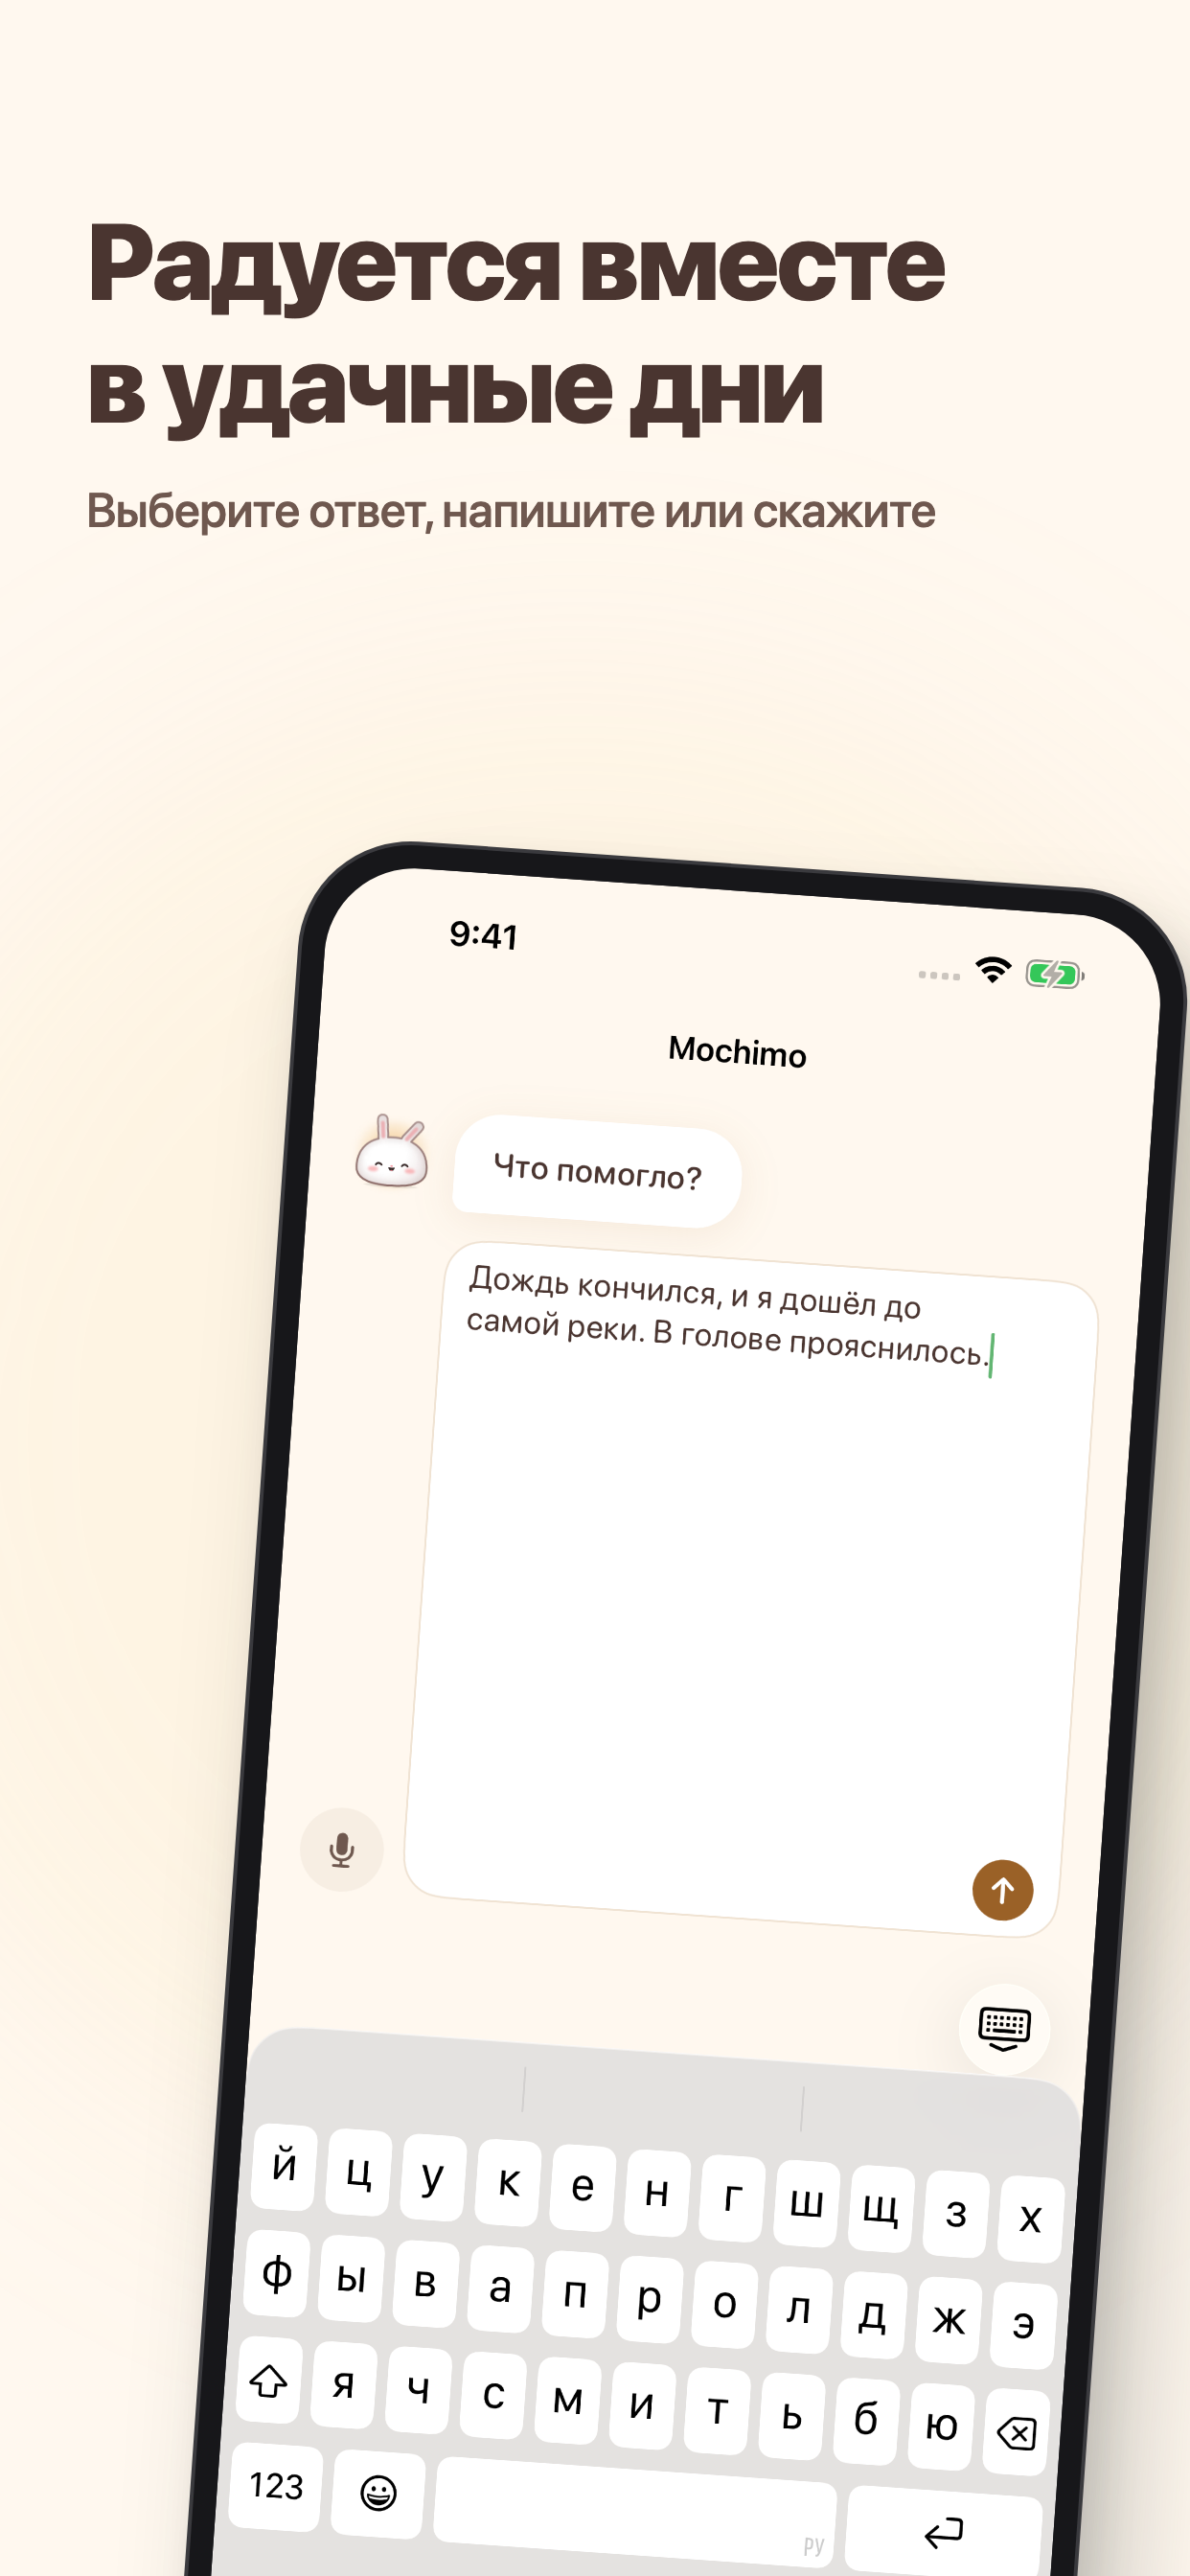 Радуется вместе
в удачные дни
Выберите ответ, напишите или скажите
9:41
Mochimo
Что помогло?
Дождь кончился, и я дошёл до
самой реки. В голове прояснилось.
й ц у к е н г ш щ з х
ф ы в а п р о л д ж э
я ч с м и т ь б ю
123
РУ